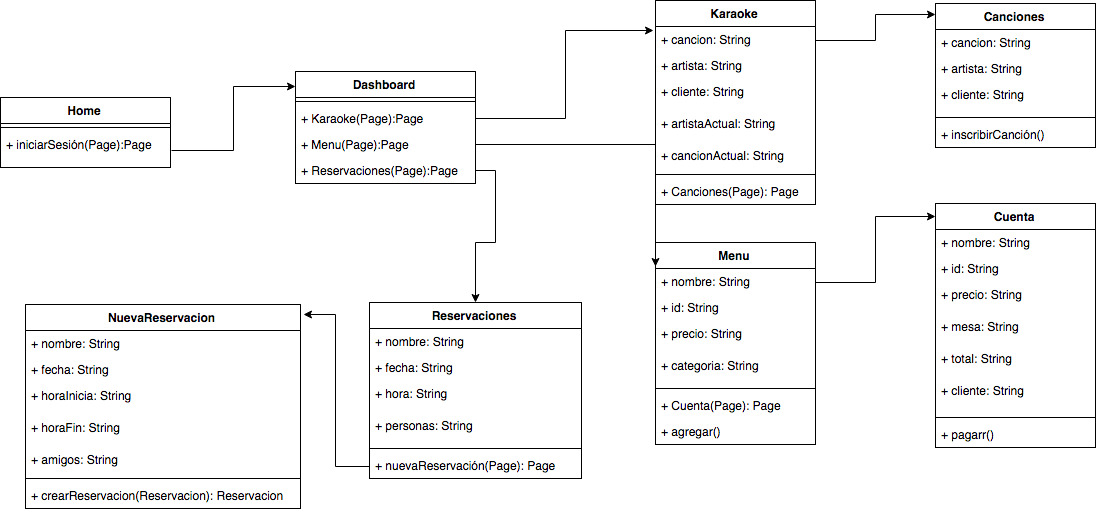 Home
+ iniciarSesión(Page):Page
Dashboard
+ Karaoke(Page):Page
+ Menu(Page):Page
+ Reservaciones(Page):Page
Karaoke
+ cancion: String
+ artista: String
+ cliente: String
+ artistaActual: String
+ cancionActual: String
+ Canciones(Page): Page
Canciones
+ cancion: String
+ artista: String
+ cliente: String
+ inscribirCanción()
Menu
+ nombre: String
+ id: String
+ precio: String
+ categoria: String
+ Cuenta(Page): Page
+ agregar()
Cuenta
+ nombre: String
+ id: String
+ precio: String
+ mesa: String
+ total: String
+ cliente: String
+ pagarr()
NuevaReservacion
+ nombre: String
+ fecha: String
+ horaInicia: String
+ horaFin: String
+ amigos: String
+ crearReservacion(Reservacion): Reservacion
Reservaciones
+ nombre: String
+ fecha: String
+ hora: String
+ personas: String
+ nuevaReservación(Page): Page